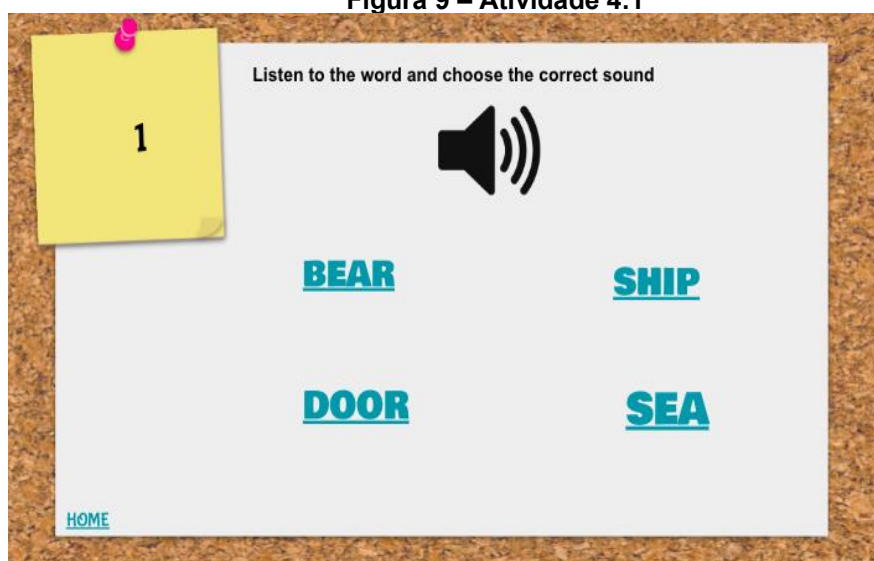 Figura 9 – Atividade 4.1
Listen to the word and choose the correct sound
1
BEAR
SHIP
DOOR
SEA
HOME